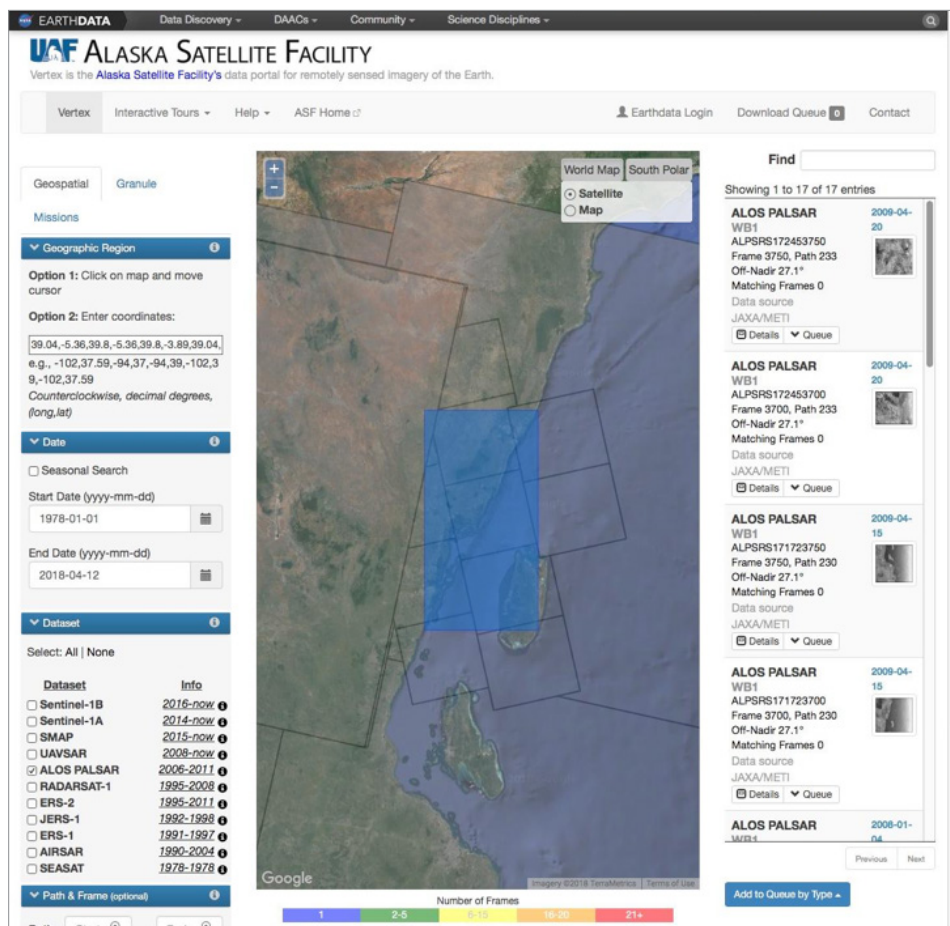 EARTHDATA Data Discovery DAACs Community Science Disciplines
UAF ALASKA SATELLITE FACILITY
Vertex is the Alaska Satellite Facility's data portal for remotely sensed imagery of the Earth.
Vertex Interactive Tours Help ASF Home Earthdata Login Download Queue 0 Contact
Geospatial Granule
Missions
Geographic Region
Option 1: Click on map and move
cursor
Option 2: Enter coordinates:
39.04,-5.36,39.8,-5.36,39.8,-3.89,39.04,
e.g., -102,37.59,-94,37,-94,39,-102,3
9,-102,37.59
Counterclockwise, decimal degrees,
(long,lat)
Date
Seasonal Search
Start Date (yyyy-mm-dd)
1978-01-01
End Date (yyyy-mm-dd)
2018-04-12
Dataset
Select: All | None
Dataset Info
Sentinel-1B 2016-now
Sentinel-1A 2014-now
SMAP 2015-now
UAVSAR 2008-now
ALOS PALSAR 2006-2011
RADARSAT-1 1995-2008
ERS-2 1995-2011
JERS-1 1992-1998
ERS-1 1991-1997
AIRSAR 1990-2004
SEASAT 1978-1978
Path & Frame (optional)
World Map South Polar
Satellite
Map
Google
Imagery ©2018 TerraMetrics Terms of Use
Number of Frames
1 2-5 6-15 16-20 21+
Find
Showing 1 to 17 of 17 entries
ALOS PALSAR 2009-04-
WB1 20
ALPSRS172453750
Frame 3750, Path 233
Off-Nadir 27.1°
Matching Frames 0
Data source
JAXA/METI
Details Queue
ALOS PALSAR 2009-04-
WB1 20
ALPSRS172453700
Frame 3700, Path 233
Off-Nadir 27.1°
Matching Frames 0
Data source
JAXA/METI
Details Queue
ALOS PALSAR 2009-04-
WB1 15
ALPSRS171723750
Frame 3750, Path 230
Off-Nadir 27.1°
Matching Frames 0
Data source
JAXA/METI
Details Queue
ALOS PALSAR 2009-04-
WB1 15
ALPSRS171723700
Frame 3700, Path 230
Off-Nadir 27.1°
Matching Frames 0
Data source
JAXA/METI
Details Queue
ALOS PALSAR 2008-01-
WB1 04
Previous Next
Add to Queue by Type